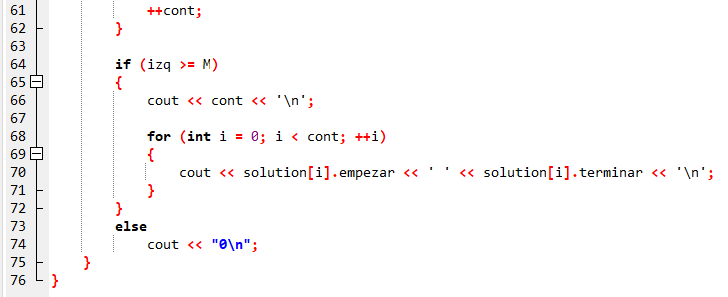 61 ++cont;
62 }
63
64 if (izq >= M)
65 {
66 cout << cont << '\n';
67
68 for (int i = 0; i < cont; ++i)
69 {
70 cout << solution[i].empezar << ' ' << solution[i].terminar << '\n';
71 }
72 }
73 else
74 cout << "0\n";
75 }
76 }